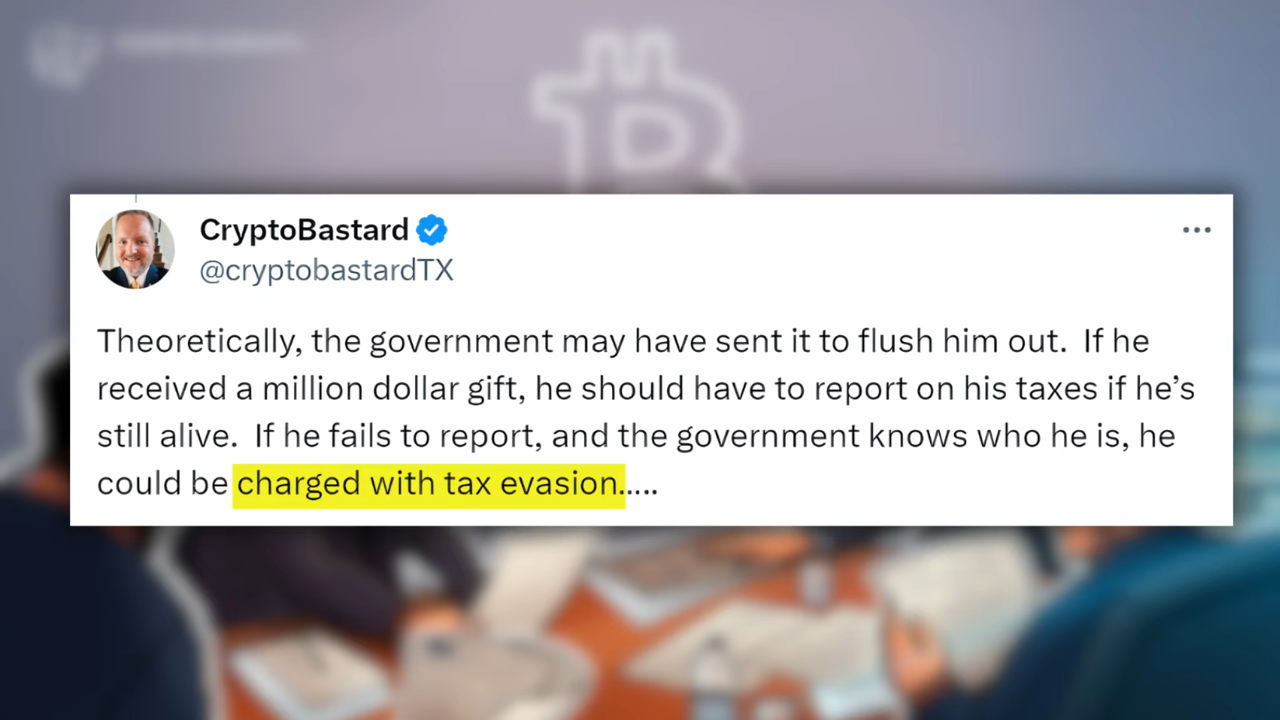 CryptoBastard
@cryptobastardTX
Theoretically, the government may have sent it to flush him out.  If he
received a million dollar gift, he should have to report on his taxes if he’s
still alive.  If he fails to report, and the government knows who he is, he
could be charged with tax evasion.....